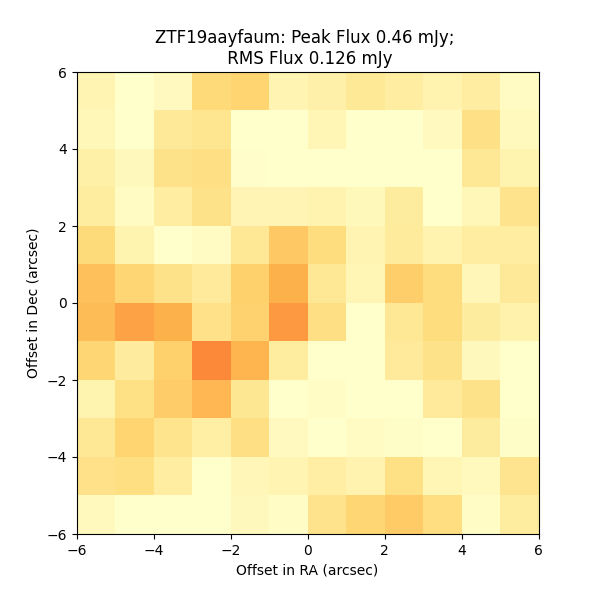 ZTF19aayfaum: Peak Flux 0.46 mJy;
RMS Flux 0.126 mJy
6
4
2
0
−2
−4
−6
Offset in Dec (arcsec)
−6 −4 −2 0 2 4 6
Offset in RA (arcsec)